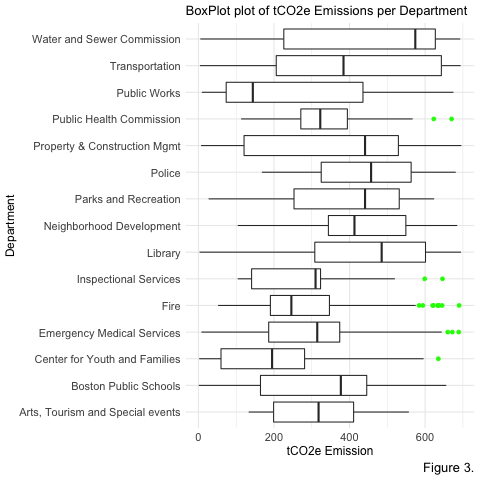 BoxPlot plot of tCO2e Emissions per Department
Water and Sewer Commission
Transportation
Public Works
Public Health Commission
Property & Construction Mgmt
Police
Parks and Recreation
Neighborhood Development
Library
Inspectional Services
Fire
Emergency Medical Services
Center for Youth and Families
Boston Public Schools
Arts, Tourism and Special events
Department
0 200 400 600
tCO2e Emission
Figure 3.